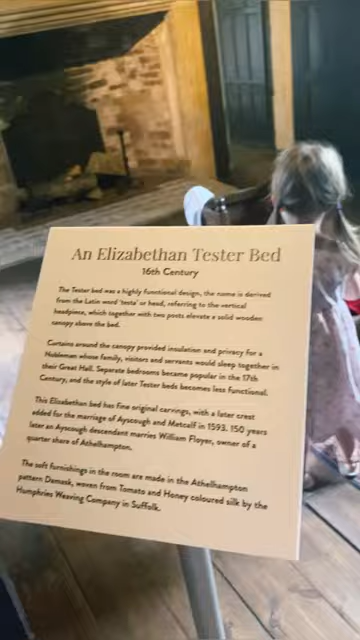 An Elizabethan Tester Bed
16th Century
The Tester bed was a highly functional design, the name is derived
from the Latin word 'testa' or head, referring to the vertical
headpiece, which together with two posts elevate a solid wooden
canopy above the bed.
Curtains around the canopy provided insulation and privacy for a
Nobleman whose family, visitors and servants would sleep together in
their Great Hall. Separate bedrooms became popular in the 17th
Century, and the style of later Tester beds becomes less functional.
This Elizabethan bed has fine original carvings, with a later crest
added for the marriage of Ayscough and Metcalf in 1593. 150 years
later an Ayscough descendant marries William Floyer, owner of a
quarter share of Athelhampton.
The soft furnishings in the room are made in the Athelhampton
pattern Damask, woven from Tomato and Honey coloured silk by the
Humphries Weaving Company in Suffolk.